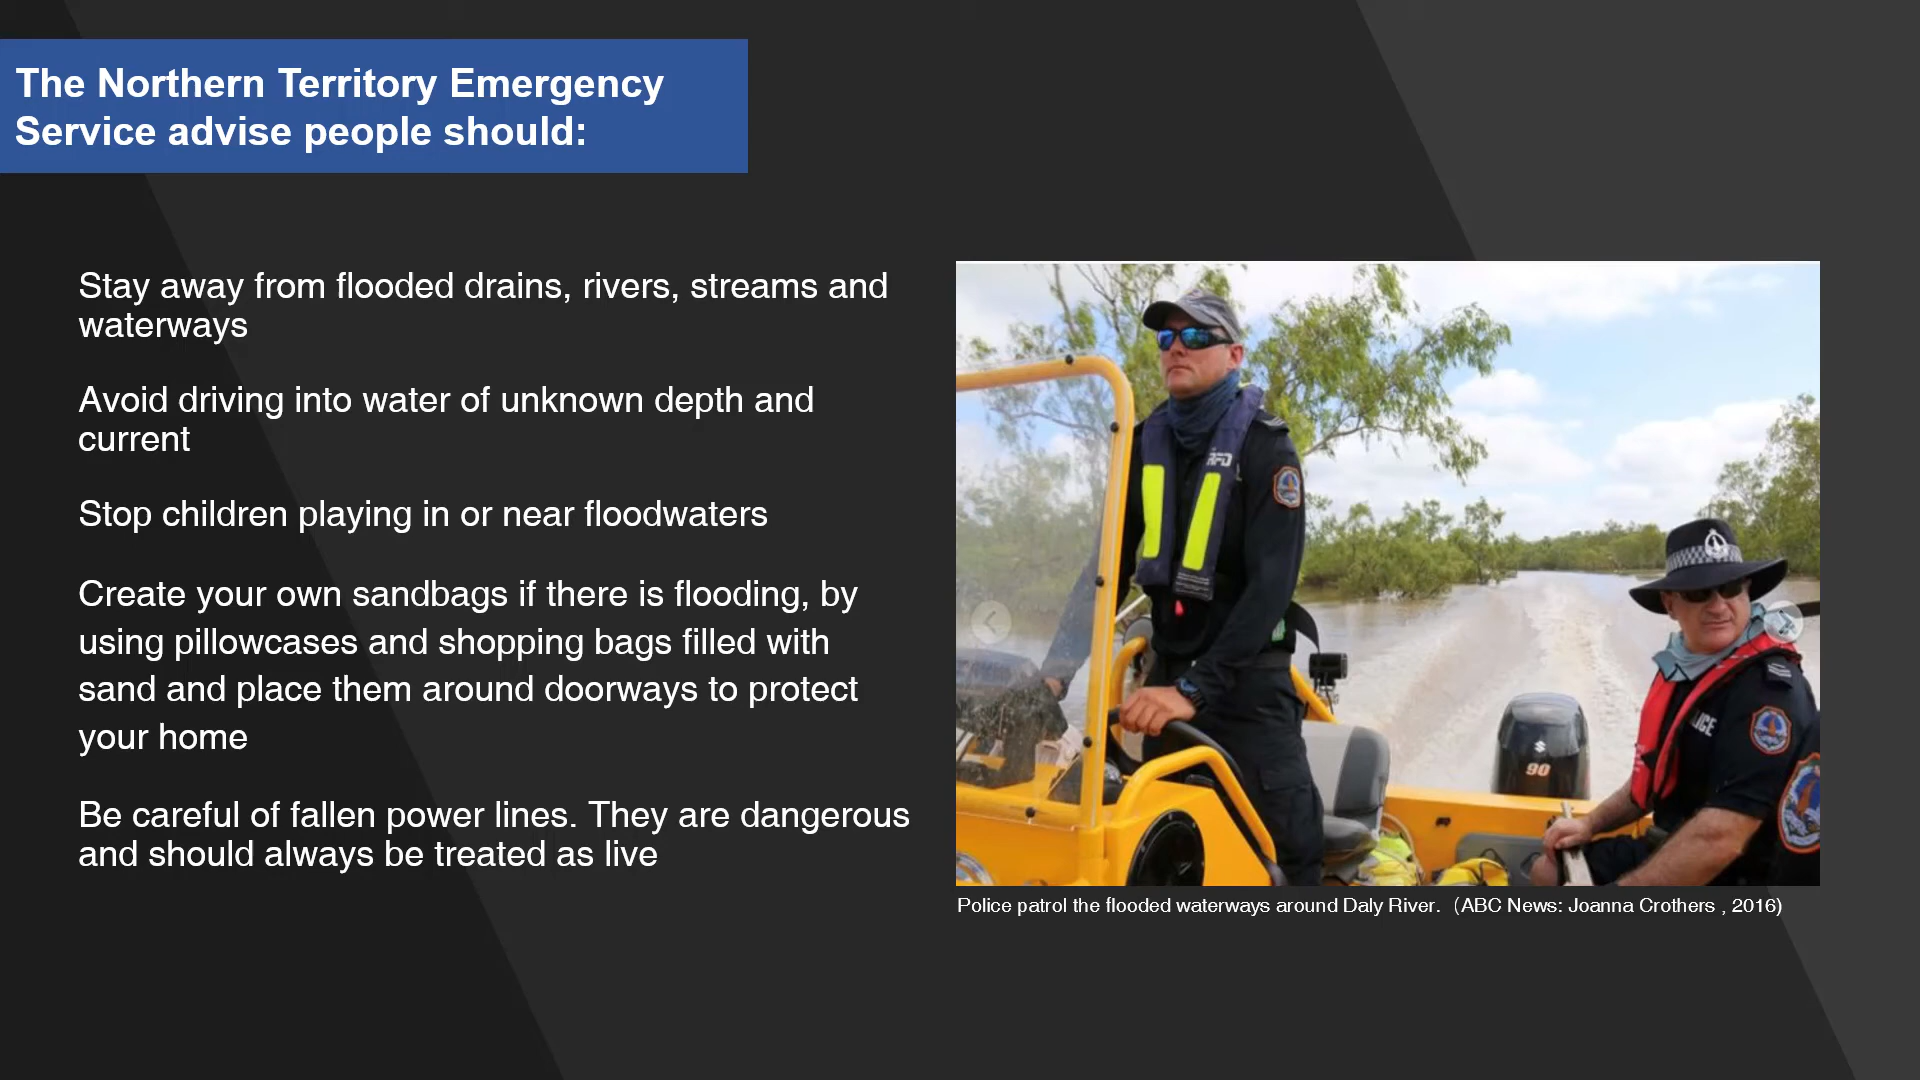 The Northern Territory Emergency
Service advise people should:
Stay away from flooded drains, rivers, streams and
waterways
Avoid driving into water of unknown depth and
current
Stop children playing in or near floodwaters
Create your own sandbags if there is flooding, by
using pillowcases and shopping bags filled with
sand and place them around doorways to protect
your home
Be careful of fallen power lines. They are dangerous
and should always be treated as live
RFD
90
Police patrol the flooded waterways around Daly River.（ABC News: Joanna Crothers , 2016)